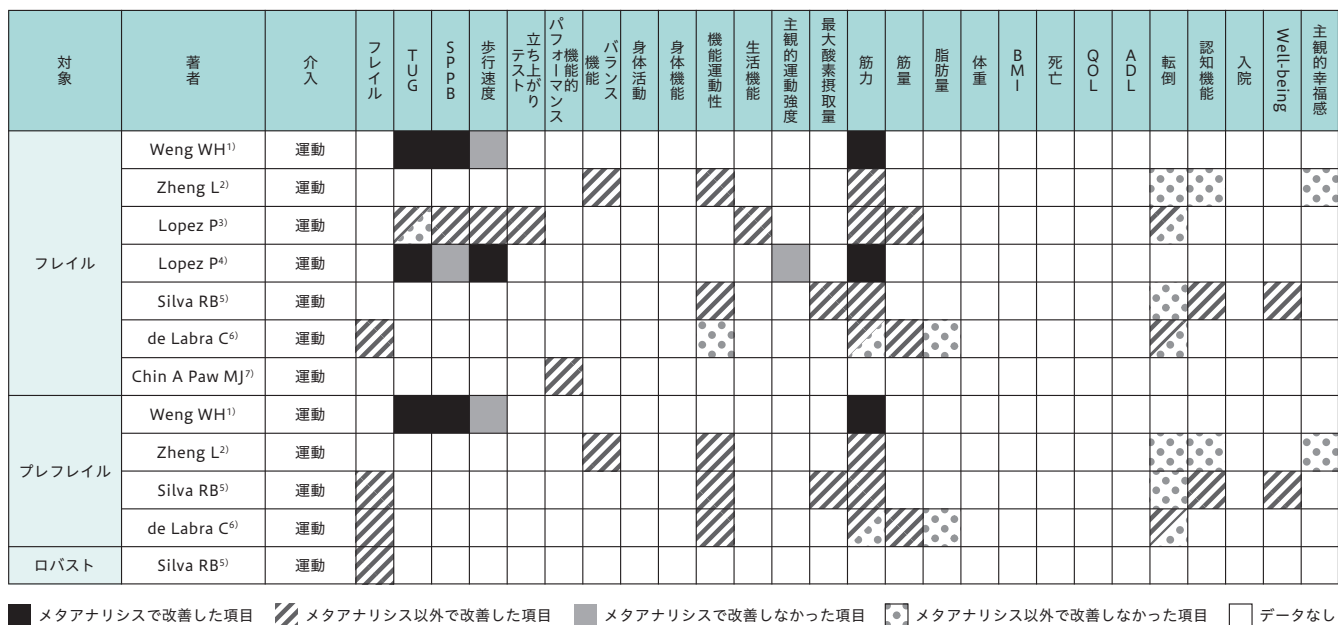 対象
著者
介入
フレイル
TUG
SPPB
歩行速度
立ち上がり
テスト
機能的
パフォーマンス
バランス
機能
身体活動
身体機能
機能運動性
生活機能
主観的運動強度
最大酸素摂取量
筋力
筋量
脂肪量
体重
BMI
死亡
QOL
ADL
転倒
認知機能
入院
Well-being
主観的幸福感
フレイル
Weng WH1) 運動
Zheng L2) 運動
Lopez P3) 運動
Lopez P4) 運動
Silva RB5) 運動
de Labra C6) 運動
Chin A Paw MJ7) 運動
プレフレイル
Weng WH1) 運動
Zheng L2) 運動
Silva RB5) 運動
de Labra C6) 運動
ロバスト Silva RB5) 運動
メタアナリシスで改善した項目 メタアナリシス以外で改善した項目 メタアナリシスで改善しなかった項目 メタアナリシス以外で改善しなかった項目 データなし